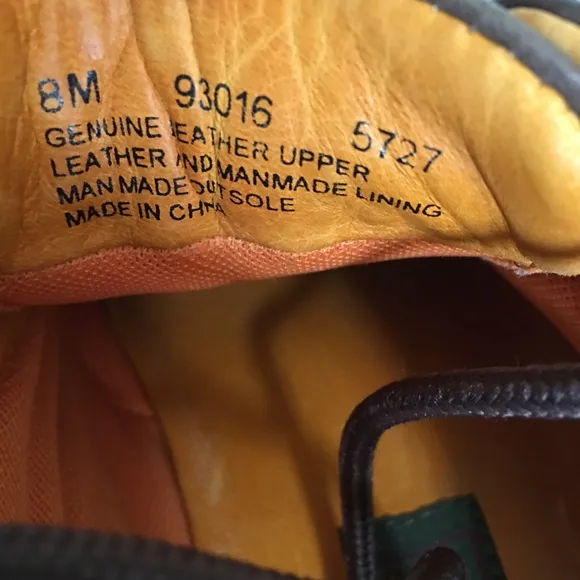 8M 93016 5727
GENUINE LEATHER UPPER
LEATHER AND MANMADE LINING
MAN MADE OUT SOLE
MADE IN CHINA